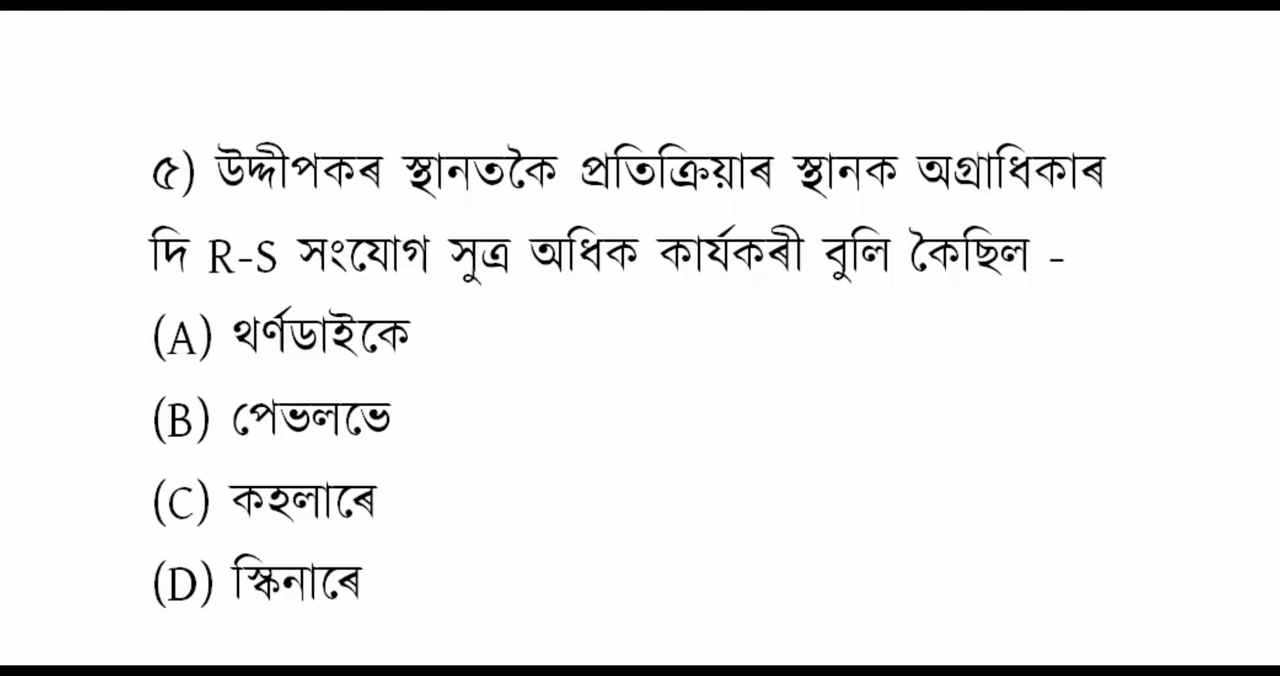 ৫) উদ্দীপকৰ স্থানতকৈ প্ৰতিক্ৰিয়াৰ স্থানক অগ্ৰাধিকাৰ
দি R-S সংযোগ সুত্ৰ অধিক কাৰ্যকৰী বুলি কৈছিল -
(A) থৰ্ণডাইকে
(B) পেভলভে
(C) কহলাৰে
(D) স্কিনাৰে